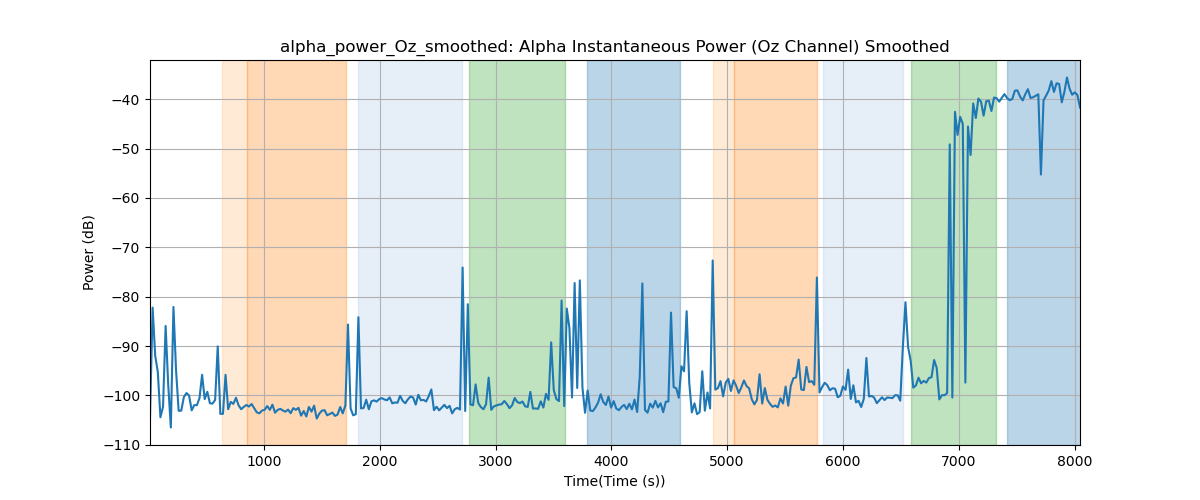 alpha_power_Oz_smoothed: Alpha Instantaneous Power (Oz Channel) Smoothed
Power (dB)
−40
−50
−60
−70
−80
−90
−100
−110
1000 2000 3000 4000 5000 6000 7000 8000
Time(Time (s))